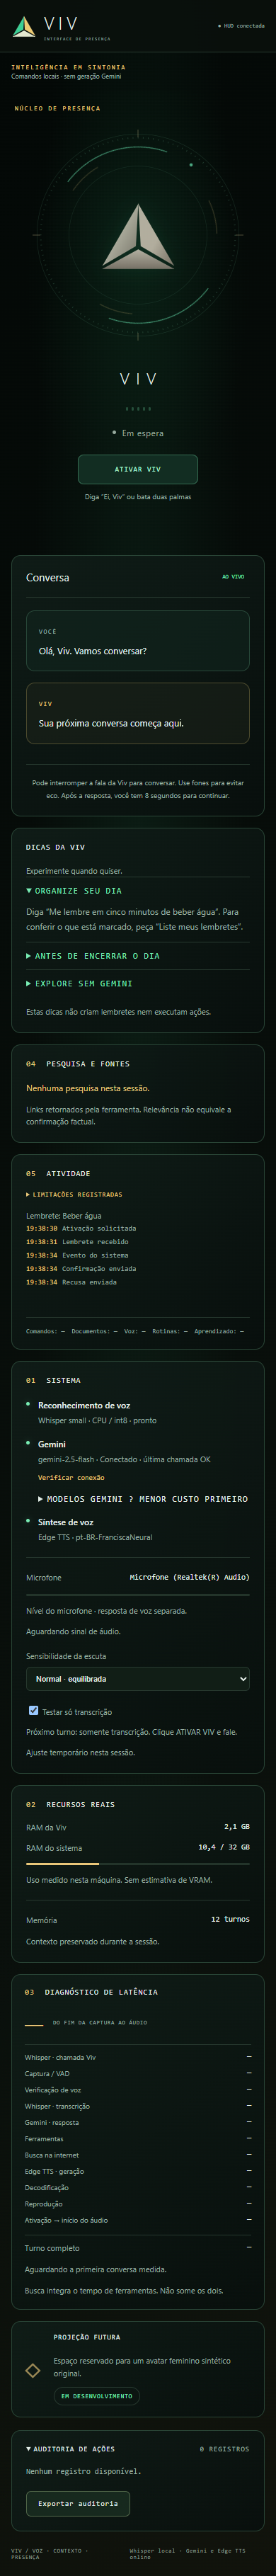 VIV
INTERFACE DE PRESENÇA
HUD conectada
INTELIGÊNCIA EM SINTONIA
Comandos locais · sem geração Gemini
NÚCLEO DE PRESENÇA
VIV
Em espera
ATIVAR VIV
Diga "Ei, Viv" ou bata duas palmas
Conversa
AO VIVO
VOCÊ
Olá, Viv. Vamos conversar?
VIV
Sua próxima conversa começa aqui.
Pode interromper a fala da Viv para conversar. Use fones para evitar
eco. Após a resposta, você tem 8 segundos para continuar.
DICAS DA VIV
Experimente quando quiser.
▼ ORGANIZE SEU DIA
Diga “Me lembre em cinco minutos de beber água”. Para
conferir o que está marcado, peça “Liste meus lembretes”.
▶ ANTES DE ENCERRAR O DIA
▶ EXPLORE SEM GEMINI
Estas dicas não criam lembretes nem executam ações.
04 PESQUISA E FONTES
Nenhuma pesquisa nesta sessão.
Links retornados pela ferramenta. Relevância não equivale a
confirmação factual.
05 ATIVIDADE
▶ LIMITAÇÕES REGISTRADAS
Lembrete: Beber água
19:38:30 Ativação solicitada
19:38:31 Lembrete recebido
19:38:34 Evento do sistema
19:38:34 Confirmação enviada
19:38:34 Recusa enviada
Comandos: — Documentos: — Voz: — Rotinas: — Aprendizado: —
01 SISTEMA
Reconhecimento de voz
Whisper small · CPU / int8 · pronto
Gemini
gemini-2.5-flash · Conectado · última chamada OK
Verificar conexão
▶ MODELOS GEMINI ? MENOR CUSTO PRIMEIRO
Síntese de voz
Edge TTS · pt-BR-FranciscaNeural
Microfone Microfone (Realtek(R) Audio)
Nível do microfone · resposta de voz separada.
Aguardando sinal de áudio.
Sensibilidade da escuta
Normal · equilibrada
Testar só transcrição
Próximo turno: somente transcrição. Clique ATIVAR VIV e fale.
Ajuste temporário nesta sessão.
02 RECURSOS REAIS
RAM da Viv 2,1 GB
RAM do sistema 10,4 / 32 GB
Uso medido nesta máquina. Sem estimativa de VRAM.
Memória 12 turnos
Contexto preservado durante a sessão.
03 DIAGNÓSTICO DE LATÊNCIA
DO FIM DA CAPTURA AO ÁUDIO
Whisper · chamada Viv —
Captura / VAD —
Verificação de voz —
Whisper · transcrição —
Gemini · resposta —
Ferramentas —
Busca na internet —
Edge TTS · geração —
Decodificação —
Reprodução —
Ativação → início do áudio —
Turno completo —
Aguardando a primeira conversa medida.
Busca integra o tempo de ferramentas. Não some os dois.
PROJEÇÃO FUTURA
Espaço reservado para um avatar feminino sintético
original.
EM DESENVOLVIMENTO
▼ AUDITORIA DE AÇÕES 0 REGISTROS
Nenhum registro disponível.
Exportar auditoria
VIV / VOZ · CONTEXTO ·
PRESENÇA
Whisper local · Gemini e Edge TTS
online